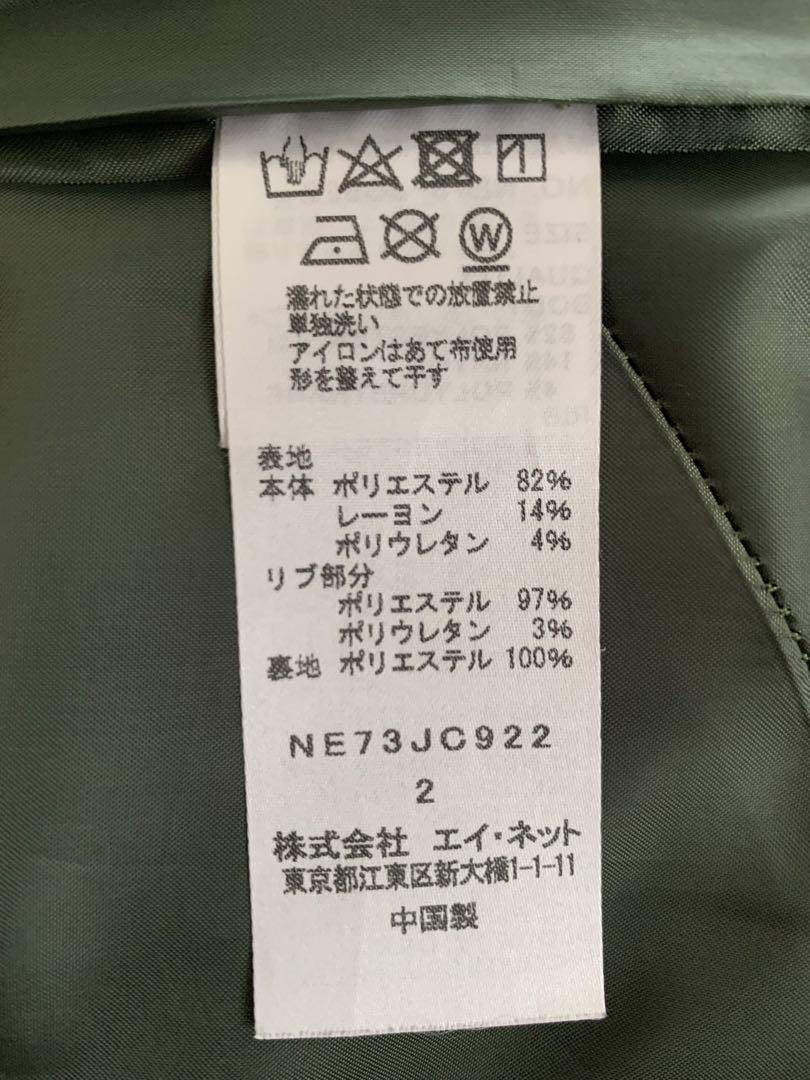 W
濡れた状態での放置禁止
単独洗い
アイロンはあて布使用
形を整えて干す
表地
本体 ポリエステル 82%
レーヨン 14%
ポリウレタン 4%
リブ部分
ポリエステル 97%
ポリウレタン 3%
裏地 ポリエステル 100%
NE73JC922
2
株式会社 エイ・ネット
東京都江東区新大橋1-1-11
中国製